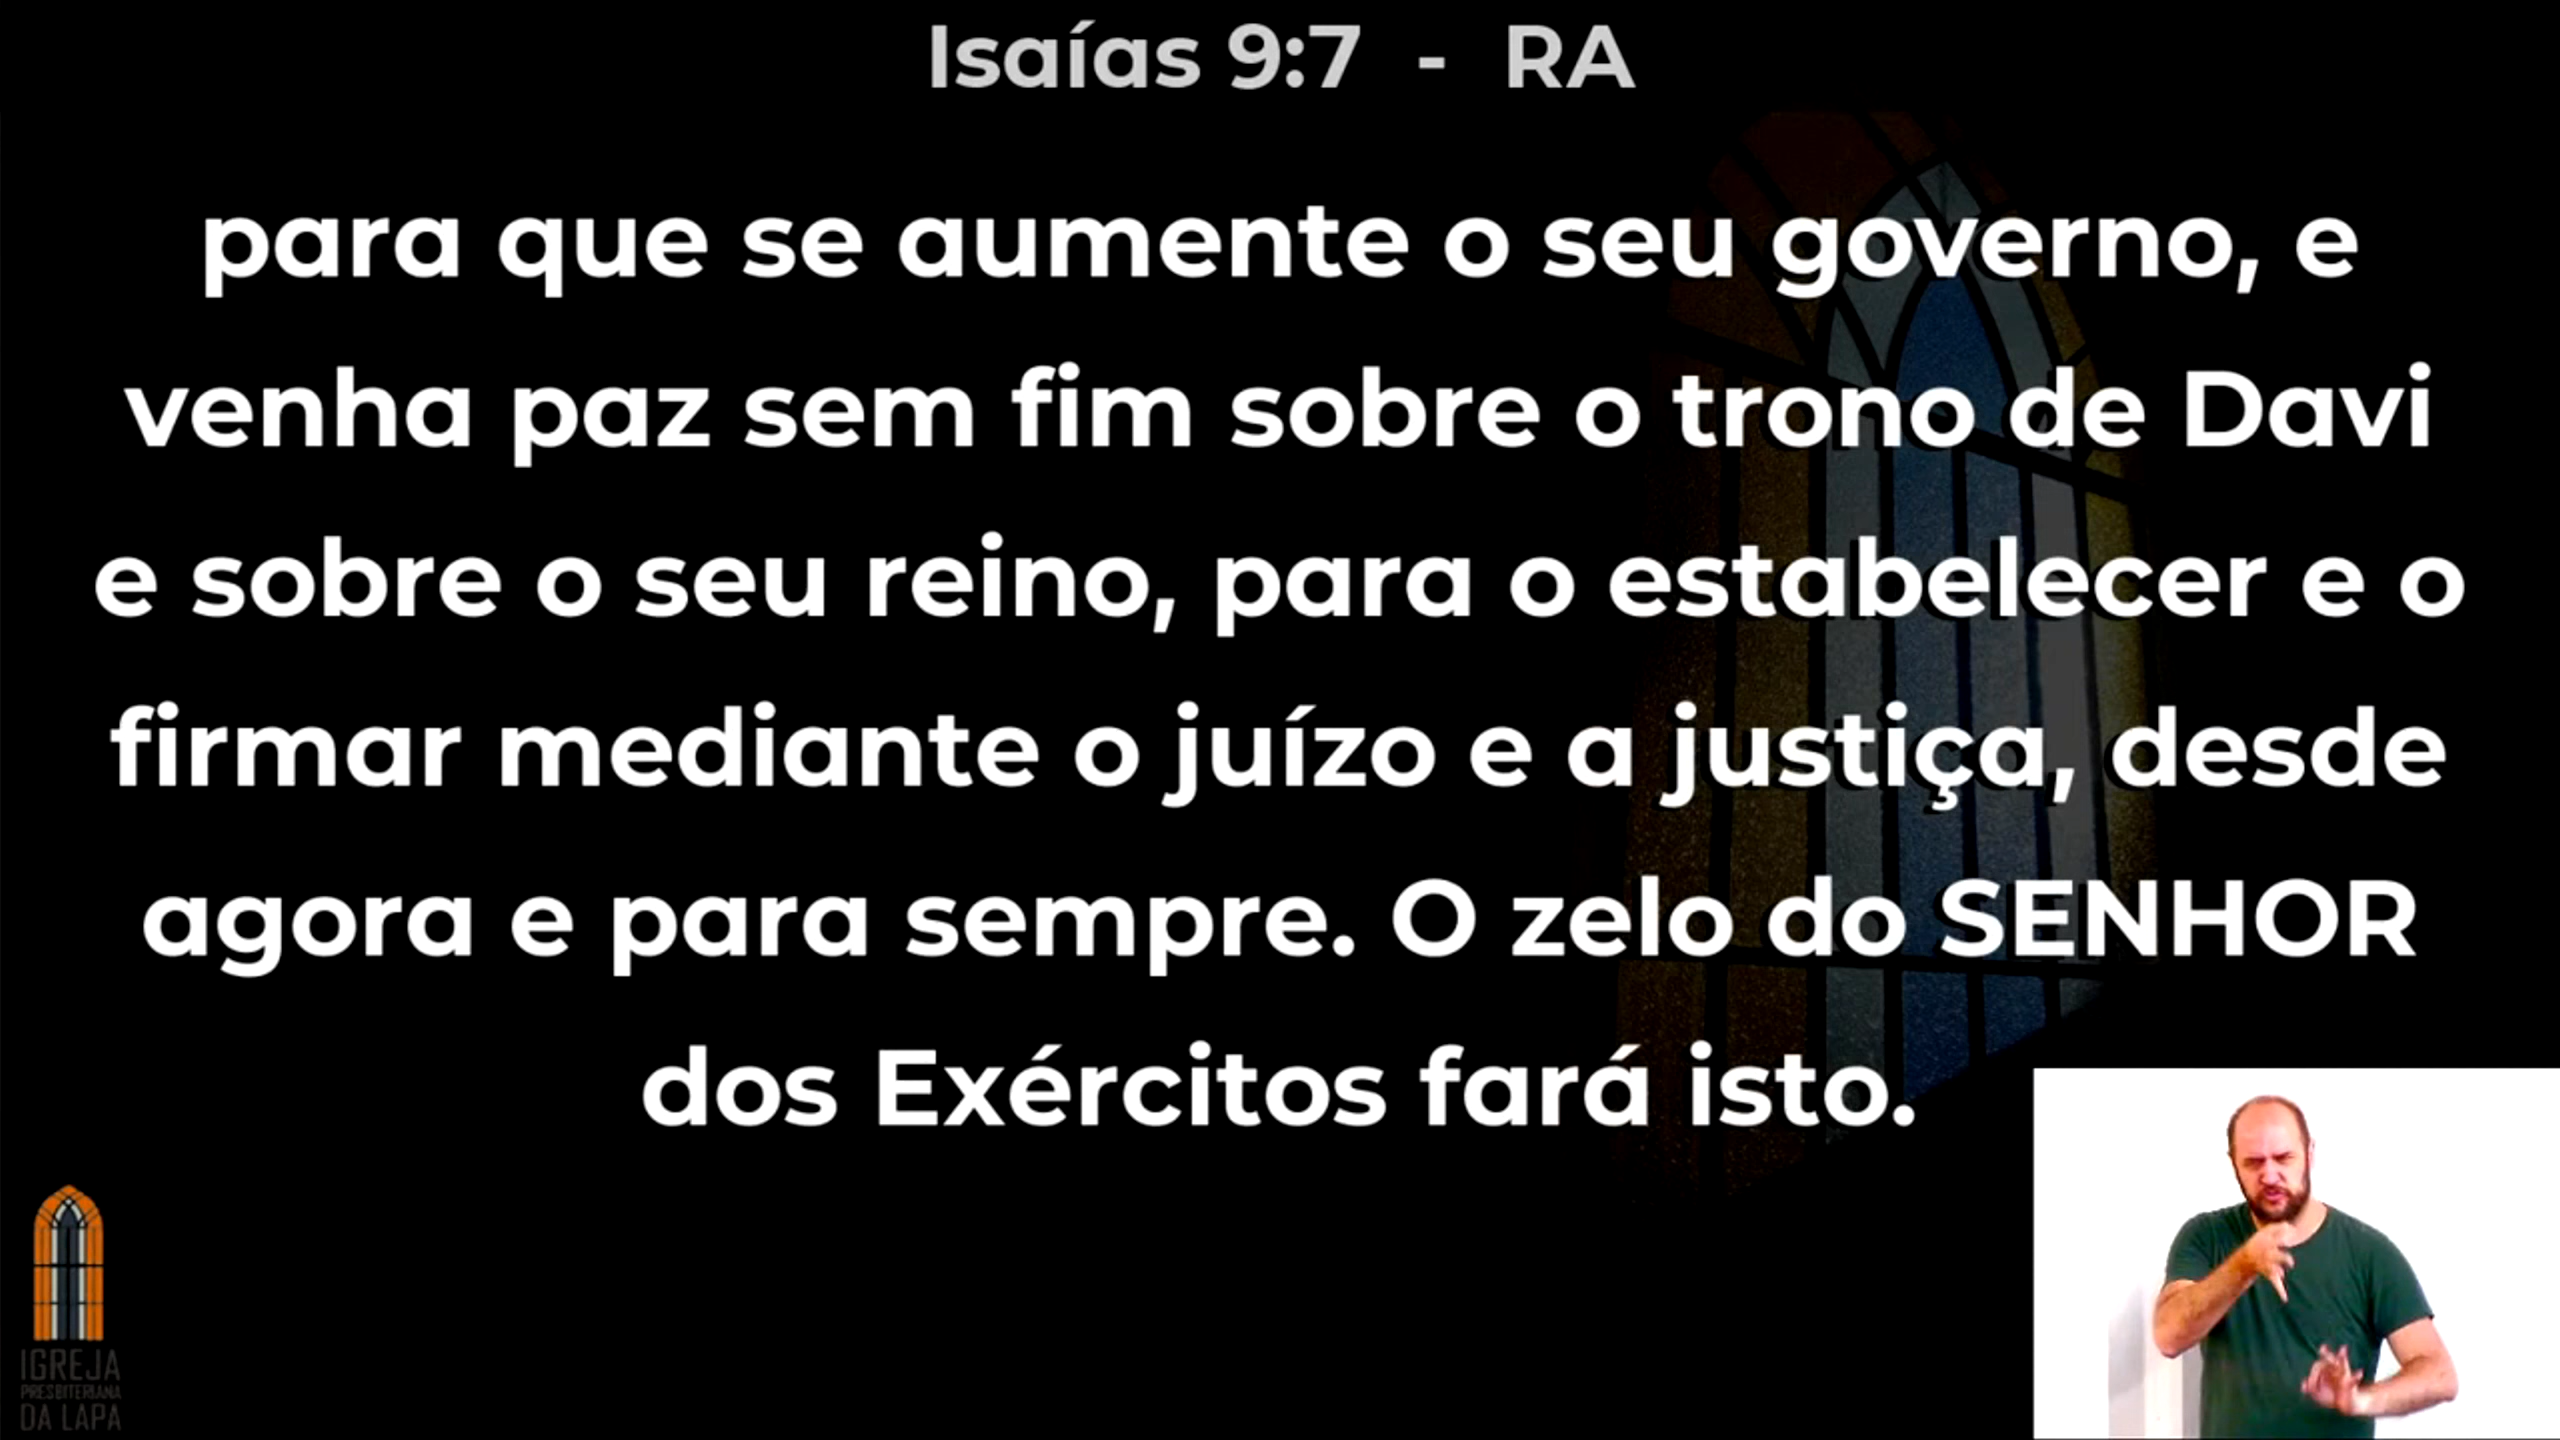 Isaías 9:7 - RA
para que se aumente o seu governo, e
venha paz sem fim sobre o trono de Davi
e sobre o seu reino, para o estabelecer e o
firmar mediante o juízo e a justiça, desde
agora e para sempre. O zelo do SENHOR
dos Exércitos fará isto.
IGREJA
PRESBITERIANA
DA LAPA